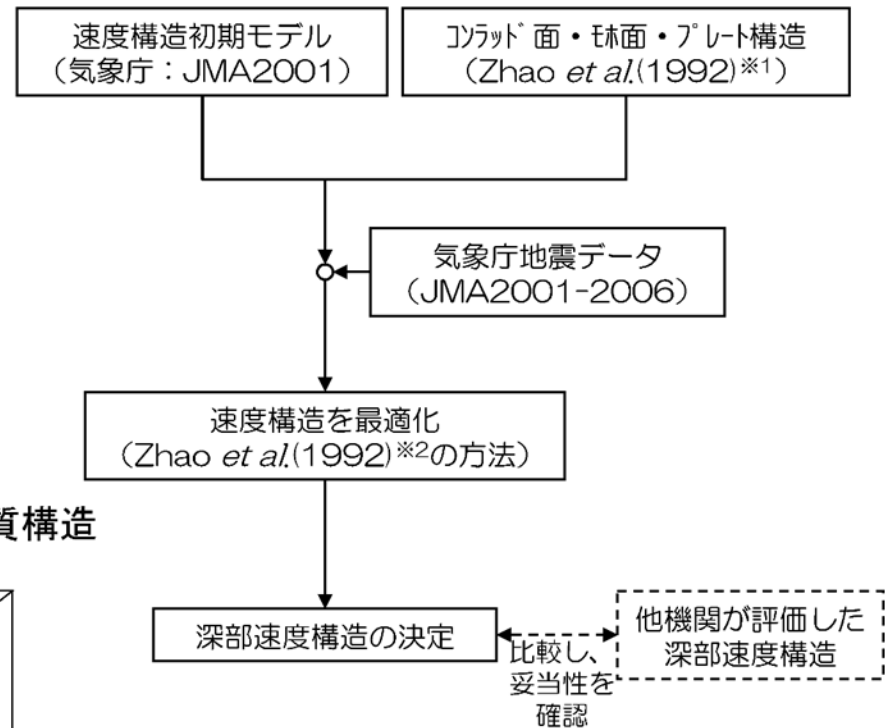 速度構造初期モデル
（気象庁：JMA2001）
ｺﾝﾗｯﾄﾞ面・ﾓﾎ面・ﾌﾟﾚｰﾄ構造
（Zhao et al.(1992)※1）
気象庁地震データ
（JMA2001-2006）
速度構造を最適化
（Zhao et al.(1992)※2の方法）
質構造
深部速度構造の決定
比較し、
妥当性を
確認
他機関が評価した
深部速度構造